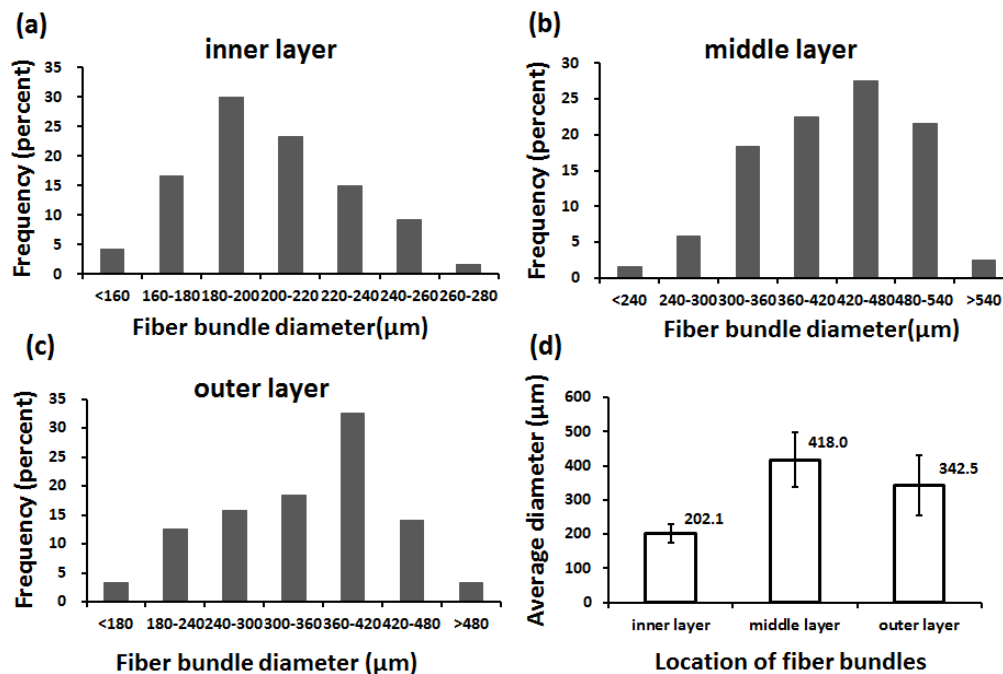 (a)
inner layer
Frequency (percent)
35
30
25
20
15
10
5
0
<160 160-180 180-200 200-220 220-240 240-260 260-280
Fiber bundle diameter(μm)
(b)
middle layer
Frequency (percent)
30
25
20
15
10
5
0
<240 240-300 300-360 360-420 420-480 480-540 >540
Fiber bundle diameter(μm)
(c)
outer layer
Frequency (percent)
35
30
25
20
15
10
5
0
<180 180-240 240-300 300-360 360-420 420-480 >480
Fiber bundle diameter (μm)
(d)
Average diameter (μm)
600
500
400
300
200
100
0
202.1
418.0
342.5
inner layer middle layer outer layer
Location of fiber bundles